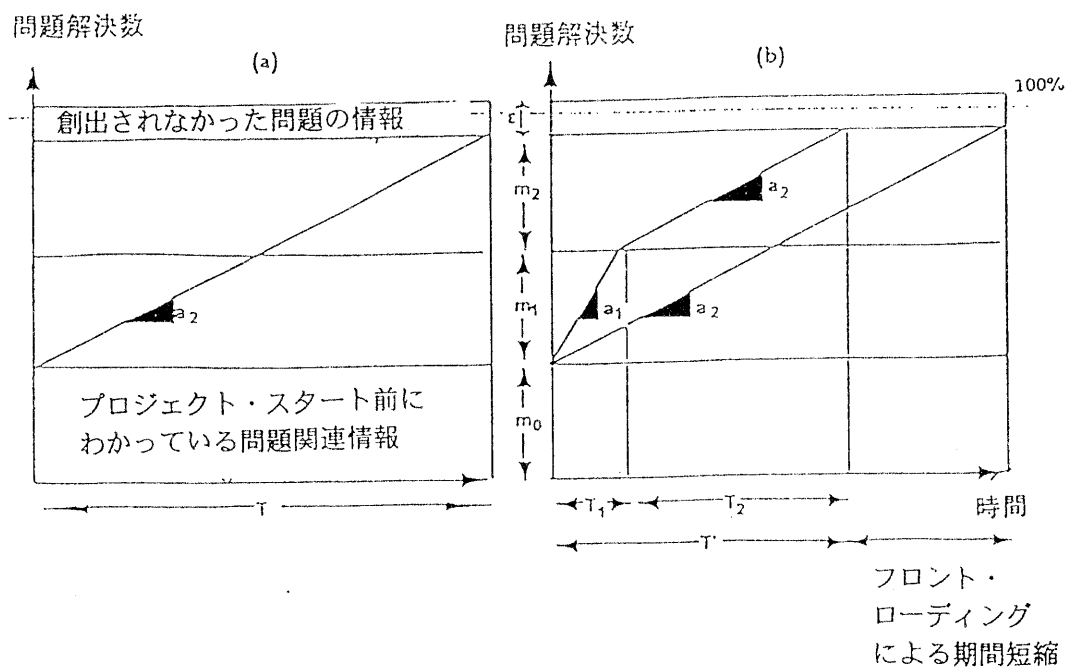 問題解決数
(a)
創出されなかった問題の情報
a2
プロジェクト・スタート前に
わかっている問題関連情報
T
問題解決数
(b)
100%
ε
m2
m1
m0
a2
a1
a2
T1
T2
時間
T'
フロント・
ローディング
による期間短縮